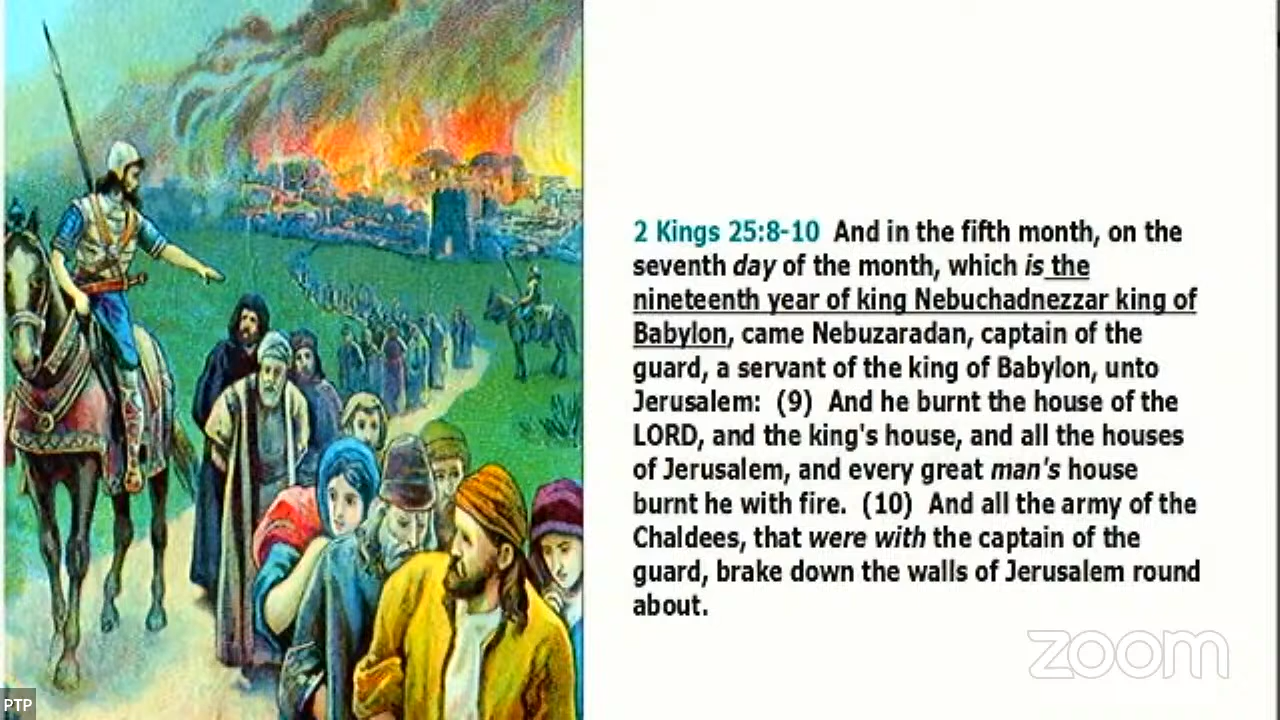 2 Kings 25:8-10  And in the fifth month, on the
seventh day of the month, which is the
nineteenth year of king Nebuchadnezzar king of
Babylon, came Nebuzaradan, captain of the
guard, a servant of the king of Babylon, unto
Jerusalem:  (9)  And he burnt the house of the
LORD, and the king's house, and all the houses
of Jerusalem, and every great man's house
burnt he with fire.  (10)  And all the army of the
Chaldees, that were with the captain of the
guard, brake down the walls of Jerusalem round
about.
zoom
PTP